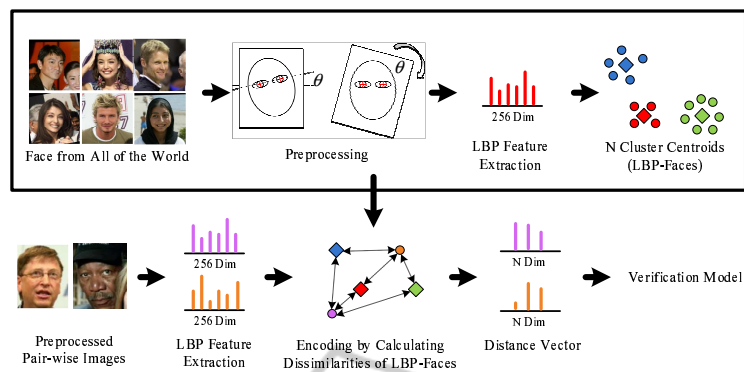 θ
θ
256 Dim
Face from All of the World
Preprocessing
LBP Feature
Extraction
N Cluster Centroids
(LBP-Faces)
256 Dim
N Dim
Verification Model
256 Dim
N Dim
Preprocessed
Pair-wise Images
LBP Feature
Extraction
Encoding by Calculating
Dissimilarities of LBP-Faces
Distance Vector